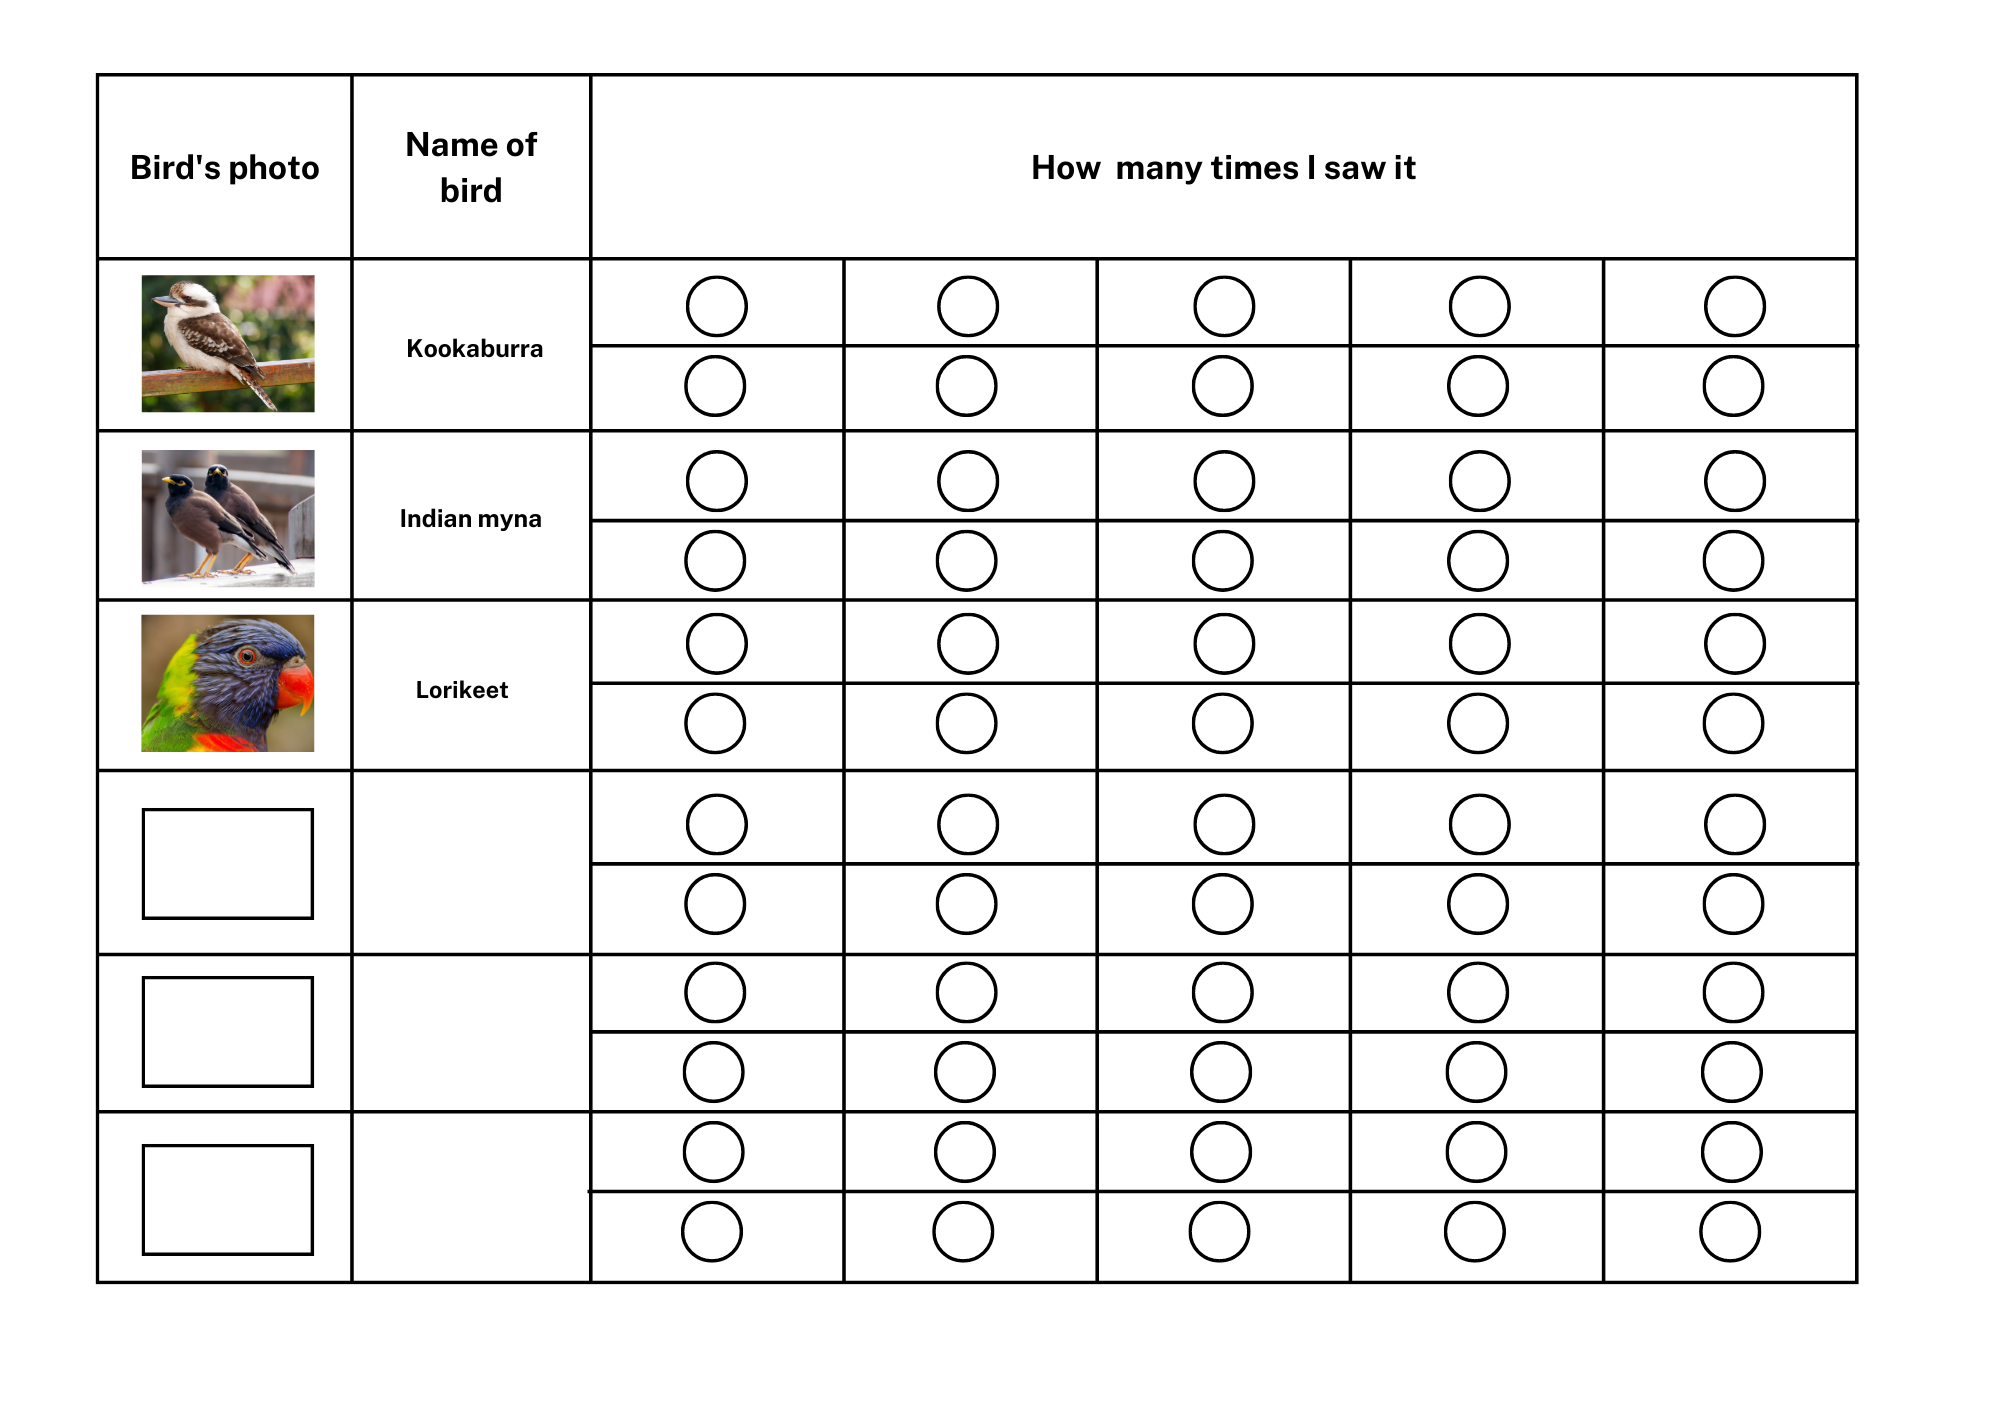 Bird's photo
Name of
bird
How  many times I saw it
Kookaburra
Indian myna
Lorikeet